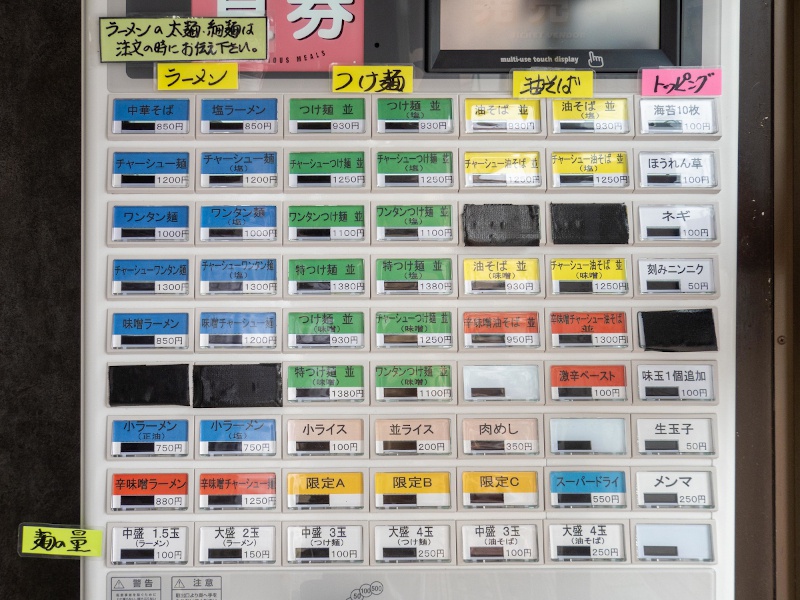 ラーメンの 太麺・細麺は
注文の時にお伝え下さい。
食券
multi-use touch display
ラーメン
つけ麺
油そば
トッピング
中華そば
850円
塩ラーメン
850円
つけ麺 並
930円
つけ麺 並
(塩)
930円
油そば 並
930円
油そば 並
(塩)
930円
海苔10枚
100円
チャーシュー麺
1200円
チャーシュー麺
(塩)
1200円
チャーシューつけ麺 並
1250円
チャーシューつけ麺 並
(塩)
1250円
チャーシュー油そば 並
1250円
チャーシュー油そば 並
(塩)
1250円
ほうれん草
100円
ワンタン麺
1000円
ワンタン麺
(塩)
1000円
ワンタンつけ麺 並
1100円
ワンタンつけ麺 並
(塩)
1100円
ネギ
100円
チャーシューワンタン麺
1300円
チャーシューワンタン麺
(塩)
1300円
特つけ麺 並
1380円
特つけ麺 並
(塩)
1380円
油そば 並
(味噌)
930円
チャーシュー油そば 並
(味噌)
1250円
刻みニンニク
50円
味噌ラーメン
850円
味噌チャーシュー麺
1200円
つけ麺 並
(味噌)
930円
チャーシューつけ麺 並
(味噌)
1250円
辛味噌油そば 並
950円
辛味噌チャーシュー油そば
並
1300円
特つけ麺 並
(味噌)
1380円
ワンタンつけ麺 並
(味噌)
1100円
激辛ペースト
100円
味玉1個追加
100円
小ラーメン
(正油)
750円
小ラーメン
(塩)
750円
小ライス
100円
並ライス
200円
肉めし
350円
生玉子
50円
辛味噌ラーメン
880円
辛味噌チャーシュー麺
1250円
限定A
限定B
限定C
スーパードライ
550円
メンマ
250円
麺の量
中盛 1.5玉
(ラーメン)
100円
大盛 2玉
(ラーメン)
150円
中盛 3玉
(つけ麺)
100円
大盛 4玉
(つけ麺)
250円
中盛 3玉
(油そば)
100円
大盛 4玉
(油そば)
250円
警告
注意